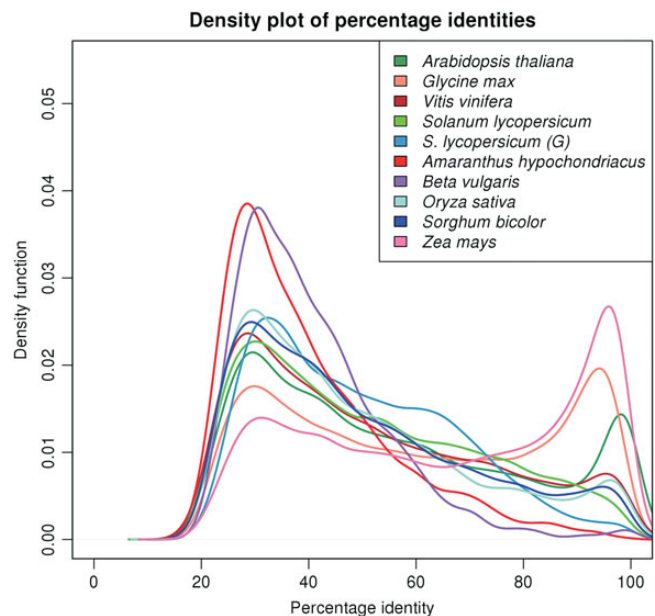 Density plot of percentage identities
Density function
0.05
0.04
0.03
0.02
0.01
0.00
Arabidopsis thaliana
Glycine max
Vitis vinifera
Solanum lycopersicum
S. lycopersicum (G)
Amaranthus hypochondriacus
Beta vulgaris
Oryza sativa
Sorghum bicolor
Zea mays
0 20 40 60 80 100
Percentage identity